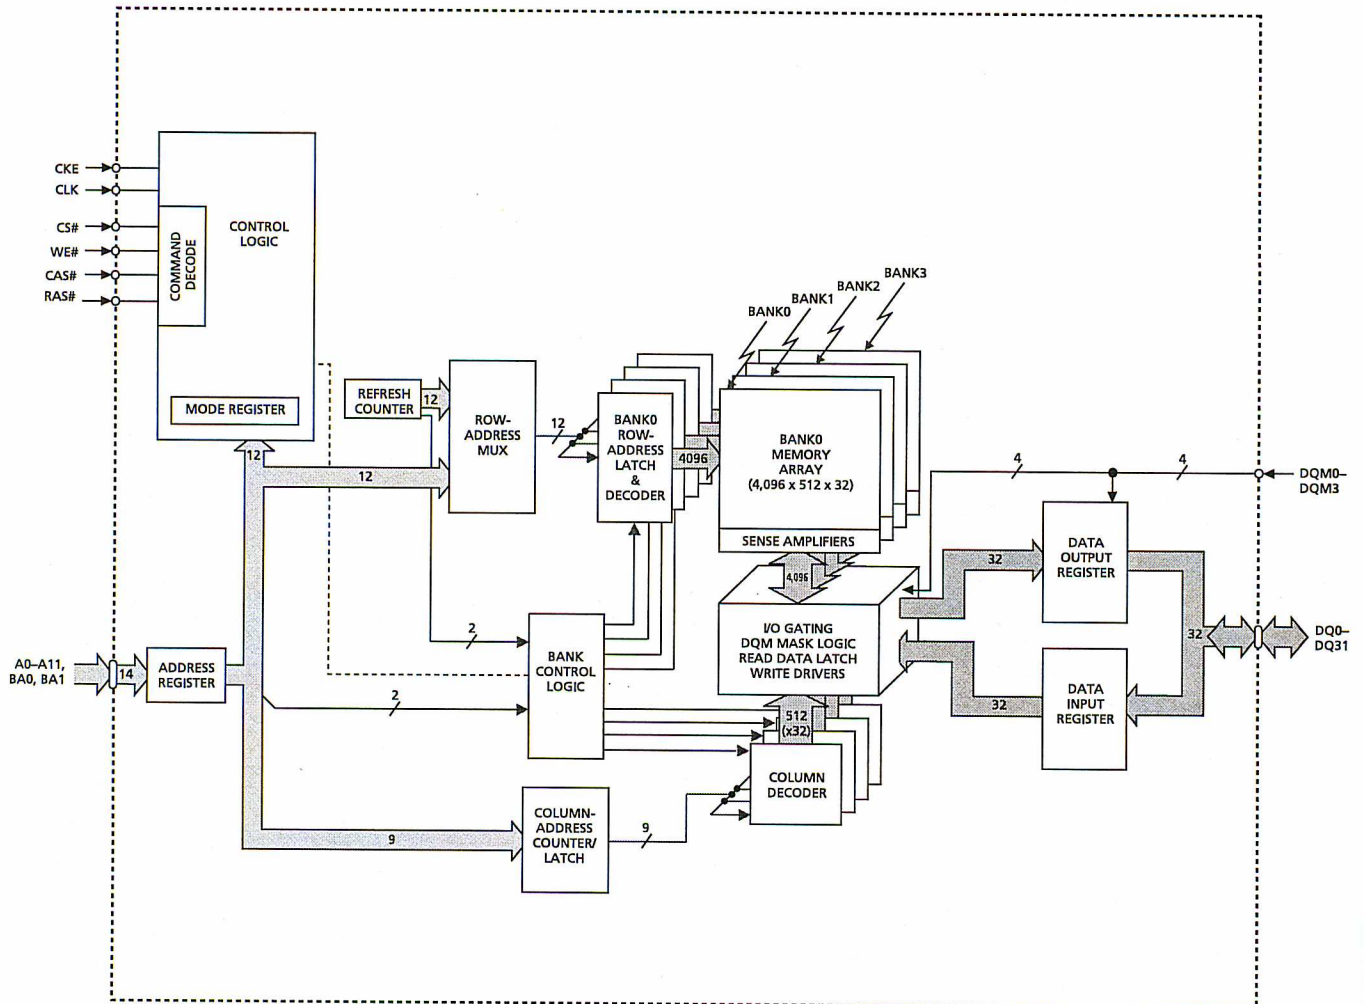 CKE
CLK
CS#
WE#
CAS#
RAS#
COMMAND
DECODE
CONTROL
LOGIC
MODE REGISTER
12
REFRESH
COUNTER
12
12
ROW-
ADDRESS
MUX
12
BANK0
ROW-
ADDRESS
LATCH
&
DECODER
4096
BANK0
BANK1
BANK2
BANK3
BANK0
MEMORY
ARRAY
(4,096 x 512 x 32)
SENSE AMPLIFIERS
4,096
I/O GATING
DQM MASK LOGIC
READ DATA LATCH
WRITE DRIVERS
4
4
DQM0–
DQM3
32
DATA
OUTPUT
REGISTER
32
DQ0–
DQ31
32
DATA
INPUT
REGISTER
A0–A11,
BA0, BA1
14
ADDRESS
REGISTER
2
2
BANK
CONTROL
LOGIC
512
(x32)
COLUMN
DECODER
9
COLUMN-
ADDRESS
COUNTER/
LATCH
9